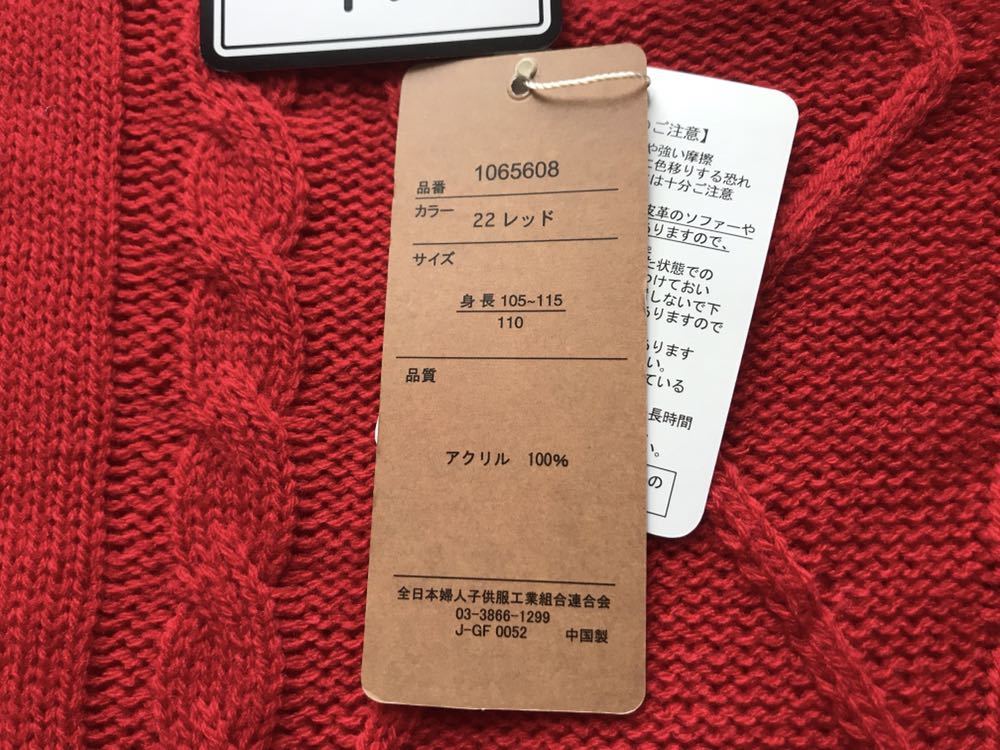 品番 1065608
カラー 22 レッド
サイズ
身長 105~115
110
品質
アクリル 100%
全日本婦人子供服工業組合連合会
03-3866-1299
J-GF 0052 中国製
ご注意】
や強い摩擦
に色移りする恐れ
は十分ご注意
皮革のソファーや
ありますので、
た状態での
つけておい
しないで下
ありますので
あります
い。
ている
長時間
い。
の